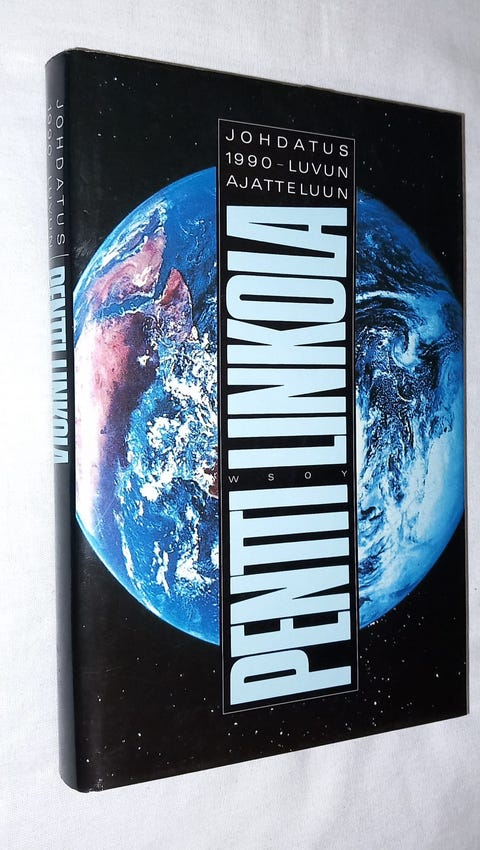 JOHDATUS
1990-LUVUN
AJATTELUUN
PENTTI LINKOLA
WSOY
JOHDATUS
1990-LUVUN
PENTTI LINKOLA